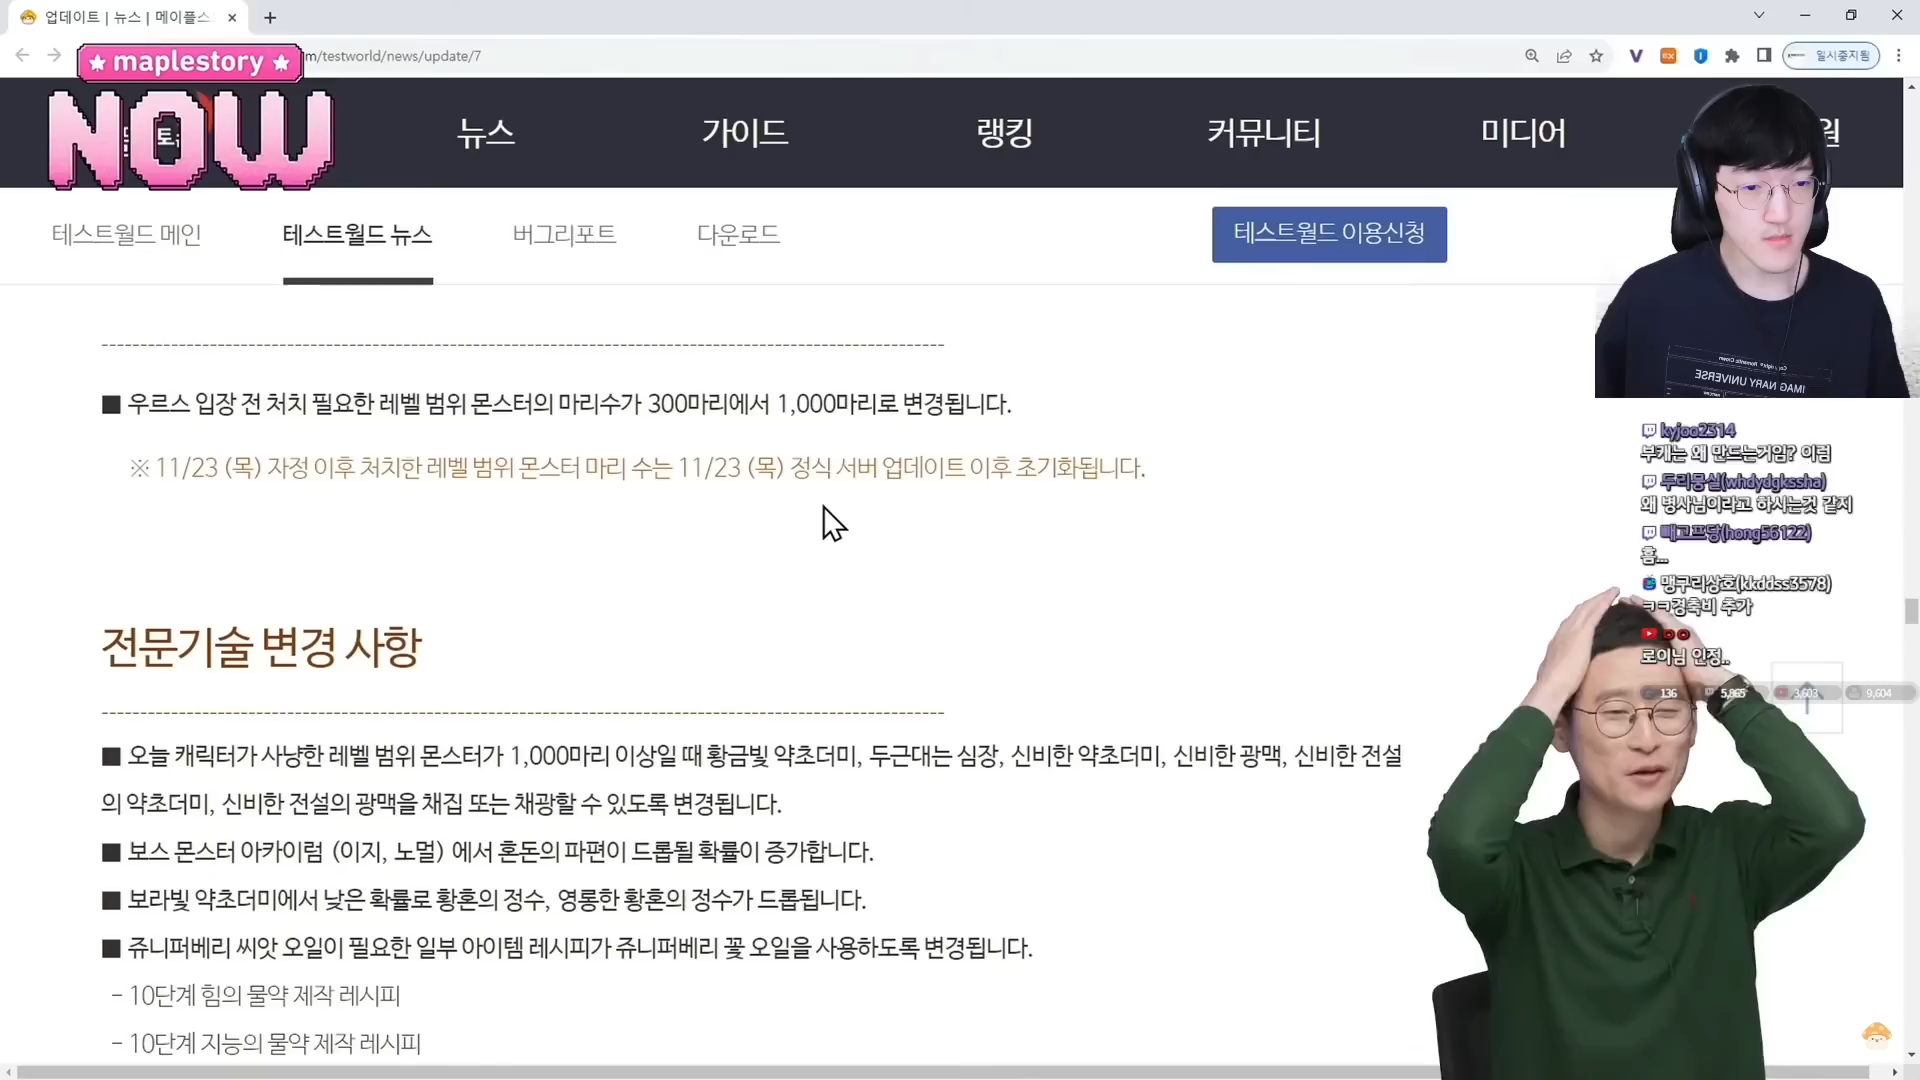 업데이트 | 뉴스 | 메이플스
m/testworld/news/update/7
일시중지됨
maplestory
NOW
뉴스
가이드
랭킹
커뮤니티
미디어
원
테스트월드 메인
테스트월드 뉴스
버그리포트
다운로드
테스트월드 이용신청
■ 우르스 입장 전 처치 필요한 레벨 범위 몬스터의 마리수가 300마리에서 1,000마리로 변경됩니다.
※ 11/23 (목) 자정 이후 처치한 레벨 범위 몬스터 마리 수는 11/23 (목) 정식 서버 업데이트 이후 초기화됩니다.
전문기술 변경 사항
■ 오늘 캐릭터가 사냥한 레벨 범위 몬스터가 1,000마리 이상일 때 황금빛 약초더미, 두근대는 심장, 신비한 약초더미, 신비한 광맥, 신비한 전설
의 약초더미, 신비한 전설의 광맥을 채집 또는 채광할 수 있도록 변경됩니다.
■ 보스 몬스터 아카이럼 (이지, 노멀) 에서 혼돈의 파편이 드롭될 확률이 증가합니다.
■ 보라빛 약초더미에서 낮은 확률로 황혼의 정수, 영롱한 황혼의 정수가 드롭됩니다.
■ 쥬니퍼베리 씨앗 오일이 필요한 일부 아이템 레시피가 쥬니퍼베리 꽃 오일을 사용하도록 변경됩니다.
- 10단계 힘의 물약 제작 레시피
- 10단계 지능의 물약 제작 레시피
kyjoo2314
부캐는 왜 만드는거임? 이럼
두리뭉실(whdydgkssha)
왜 병사님이라고 하시는것 같지
빼고프당(hong56122)
흠...
맹구리상호(kkddss3578)
ㅋㅋ경축비 추가
로이님 인정..
136
5,865
3,603
9,604
IMAG NARY UNIVERSE